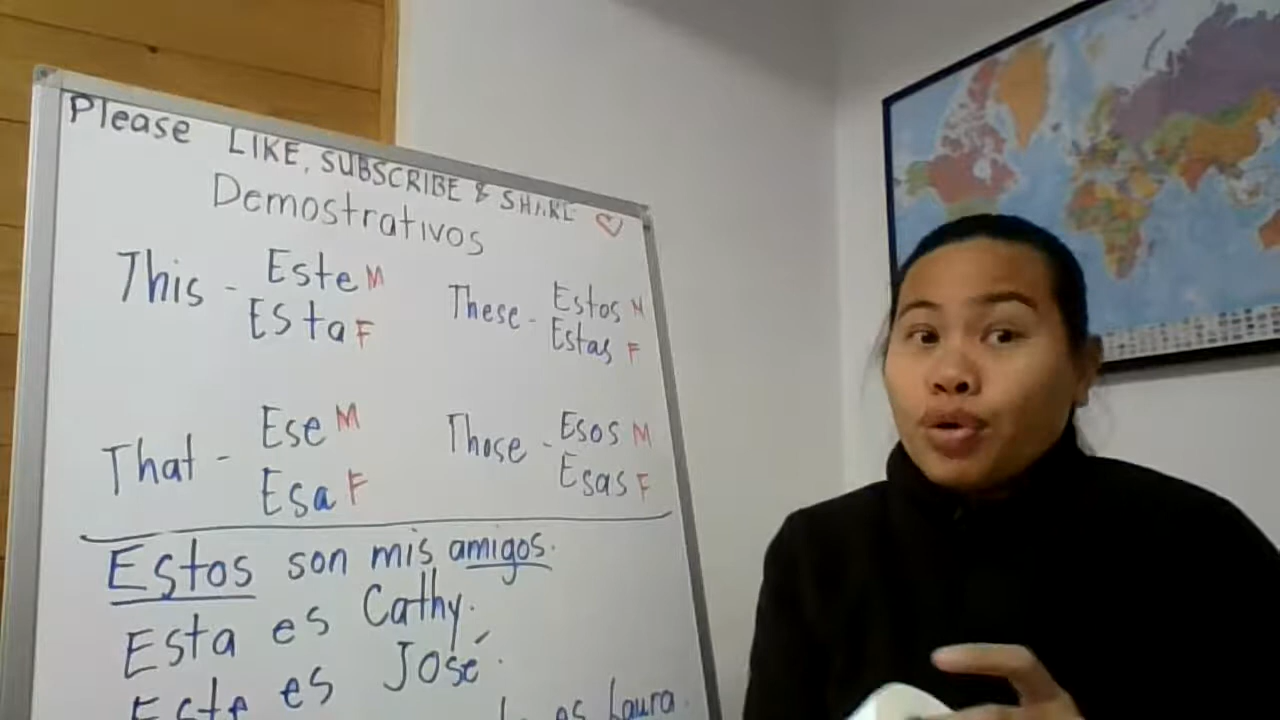 Please LIKE, SUBSCRIBE & SHARE
Demostrativos
This - Este M
Esta F
These - Estos M
Estas F
That - Ese M
Esa F
Those - Esos M
Esas F
Estos son mis amigos.
Esta es Cathy.
Este es José.
es Laura.